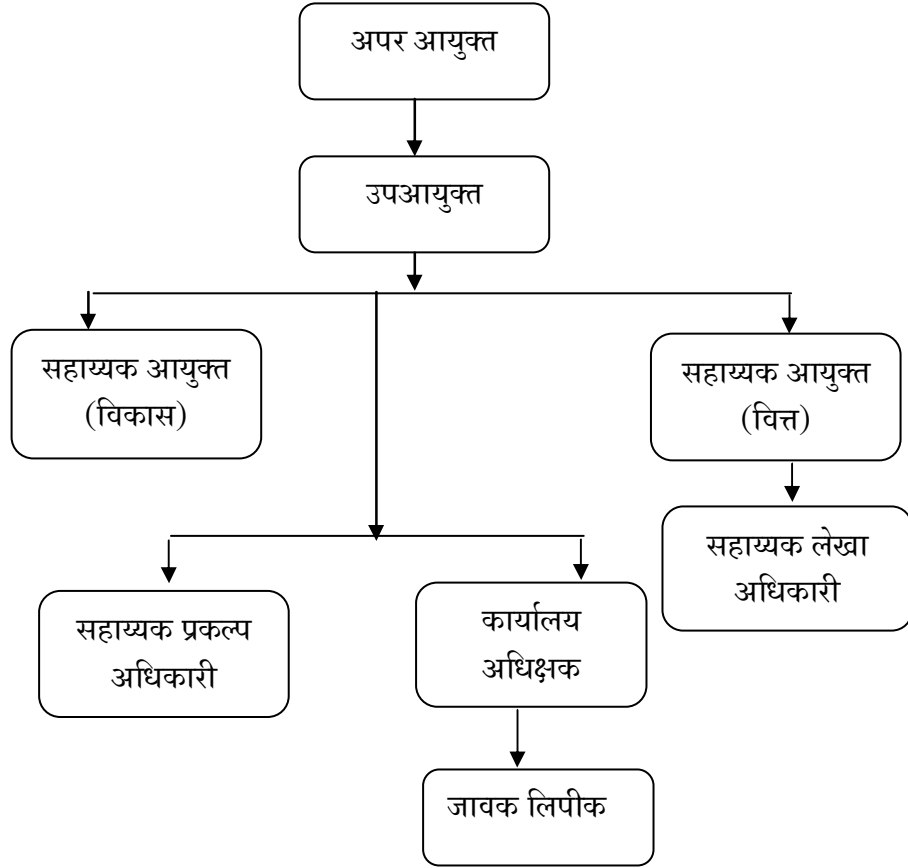 अपर आयुक्त
उपआयुक्त
सहाय्यक आयुक्त
(विकास)
सहाय्यक आयुक्त
(वित्त)
सहाय्यक लेखा
अधिकारी
सहाय्यक प्रकल्प
अधिकारी
कार्यालय
अधिक्षक
जावक लिपीक